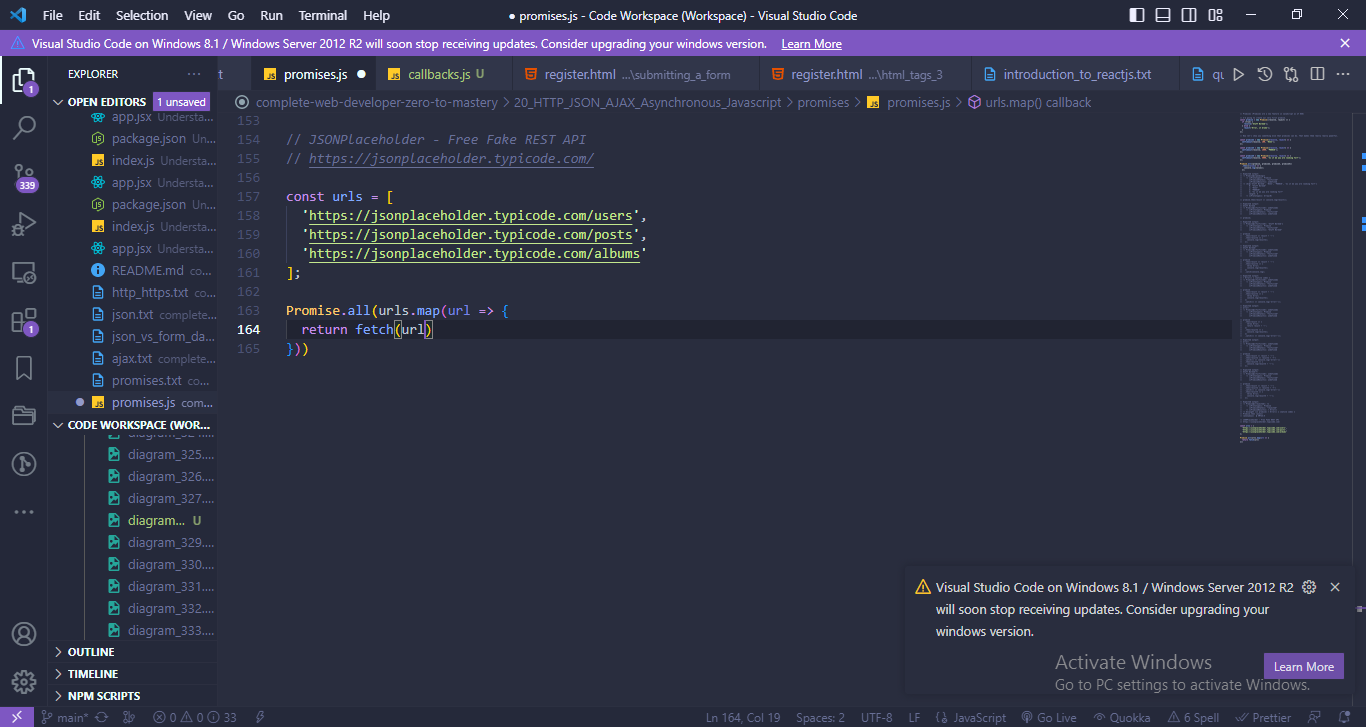 File Edit Selection View Go Run Terminal Help
● promises.js - Code Workspace (Workspace) - Visual Studio Code
Visual Studio Code on Windows 8.1 / Windows Server 2012 R2 will soon stop receiving updates. Consider upgrading your windows version. Learn More
EXPLORER
t promises.js callbacks.js U register.html ...\submitting_a_form register.html ...\html_tags_3 introduction_to_reactjs.txt
OPEN EDITORS 1 unsaved
complete-web-developer-zero-to-mastery > 20_HTTP_JSON_AJAX_Asynchronous_Javascript > promises > promises.js > urls.map() callback
app.jsx Understa...
package.json Un...
index.js Understa...
app.jsx Understa...
package.json Un...
index.js Understa...
app.jsx Understa...
README.md co...
http_https.txt co...
json.txt complete...
json_vs_form_da...
ajax.txt complete...
promises.txt co...
promises.js com...
CODE WORKSPACE (WOR...
diagram_325....
diagram_326....
diagram_327....
diagram... U
diagram_329....
diagram_330....
diagram_331....
diagram_332....
diagram_333....
OUTLINE
TIMELINE
NPM SCRIPTS
1
339
1
153
154 // JSONPlaceholder - Free Fake REST API
155 // https://jsonplaceholder.typicode.com/
156
157 const urls = [
158 'https://jsonplaceholder.typicode.com/users',
159 'https://jsonplaceholder.typicode.com/posts',
160 'https://jsonplaceholder.typicode.com/albums'
161 ];
162
163 Promise.all(urls.map(url => {
164 return fetch(url)
165 }))
Visual Studio Code on Windows 8.1 / Windows Server 2012 R2
will soon stop receiving updates. Consider upgrading your
windows version.
Learn More
Activate Windows
Go to PC settings to activate Windows.
main* 0 0 33 Ln 164, Col 19 Spaces: 2 UTF-8 LF {} JavaScript Go Live Quokka 6 Spell Prettier